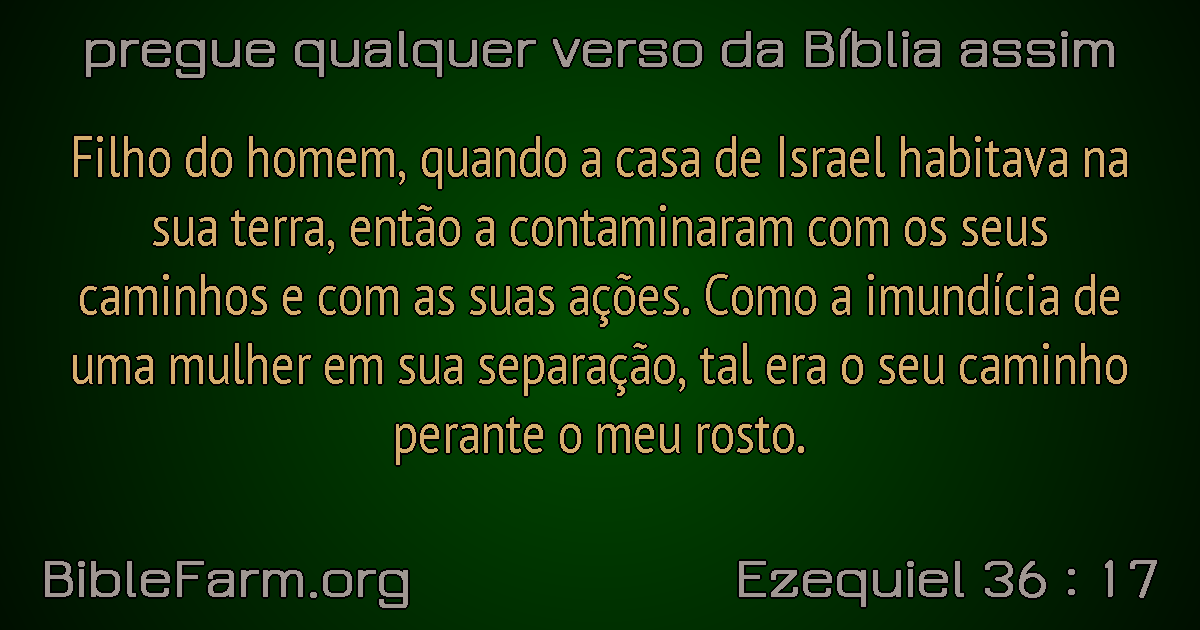 pregue qualquer verso da Bíblia assim
Filho do homem, quando a casa de Israel habitava na
sua terra, então a contaminaram com os seus
caminhos e com as suas ações. Como a imundícia de
uma mulher em sua separação, tal era o seu caminho
perante o meu rosto.
BibleFarm.org
Ezequiel 36 : 17